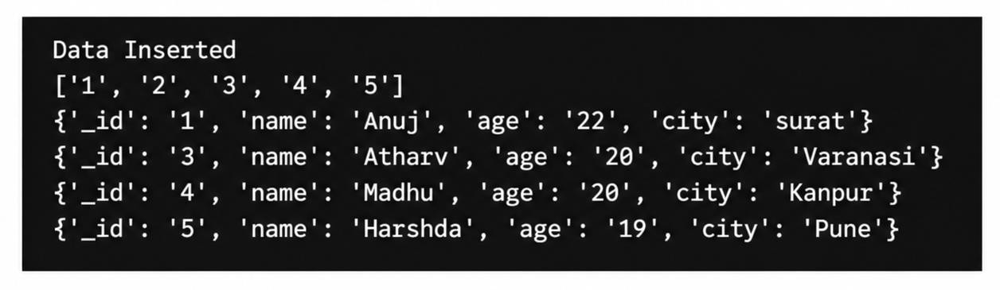 Data Inserted
['1', '2', '3', '4', '5']
{'_id': '1', 'name': 'Anuj', 'age': '22', 'city': 'surat'}
{'_id': '3', 'name': 'Atharv', 'age': '20', 'city': 'Varanasi'}
{'_id': '4', 'name': 'Madhu', 'age': '20', 'city': 'Kanpur'}
{'_id': '5', 'name': 'Harshda', 'age': '19', 'city': 'Pune'}